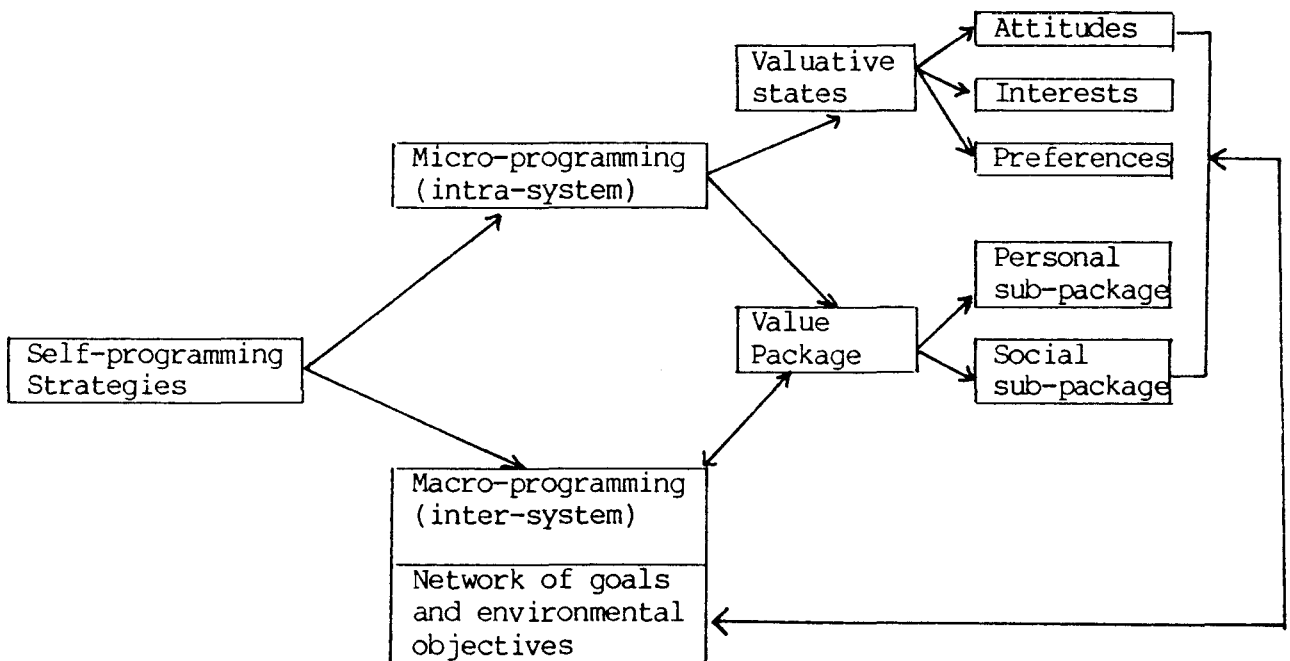 Attitudes
Valuative
states
Interests
Preferences
Micro-programming
(intra-system)
Personal
sub-package
Value
Package
Social
sub-package
Self-programming
Strategies
Macro-programming
(inter-system)
Network of goals
and environmental
objectives